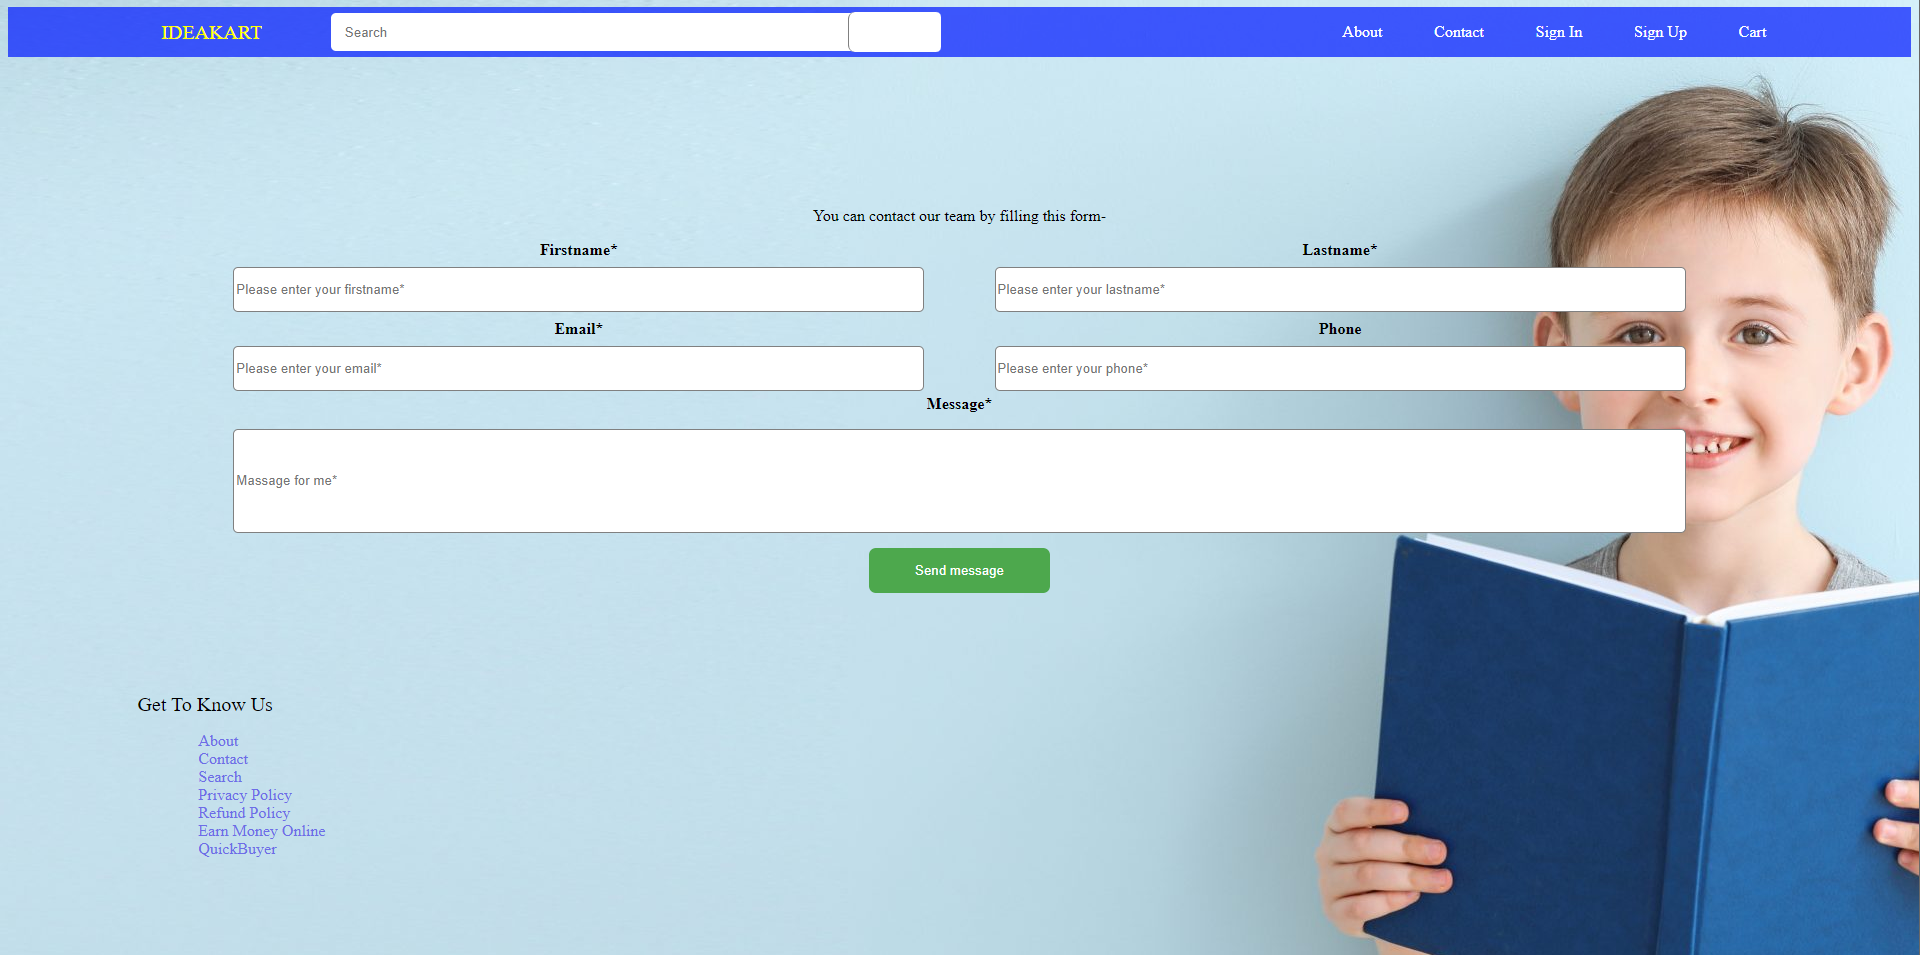 IDEAKART Search About Contact Sign In Sign Up Cart
You can contact our team by filling this form-
Firstname* Lastname*
Please enter your firstname* Please enter your lastname*
Email* Phone
Please enter your email* Please enter your phone*
Message*
Massage for me*
Send message
Get To Know Us
About
Contact
Search
Privacy Policy
Refund Policy
Earn Money Online
QuickBuyer